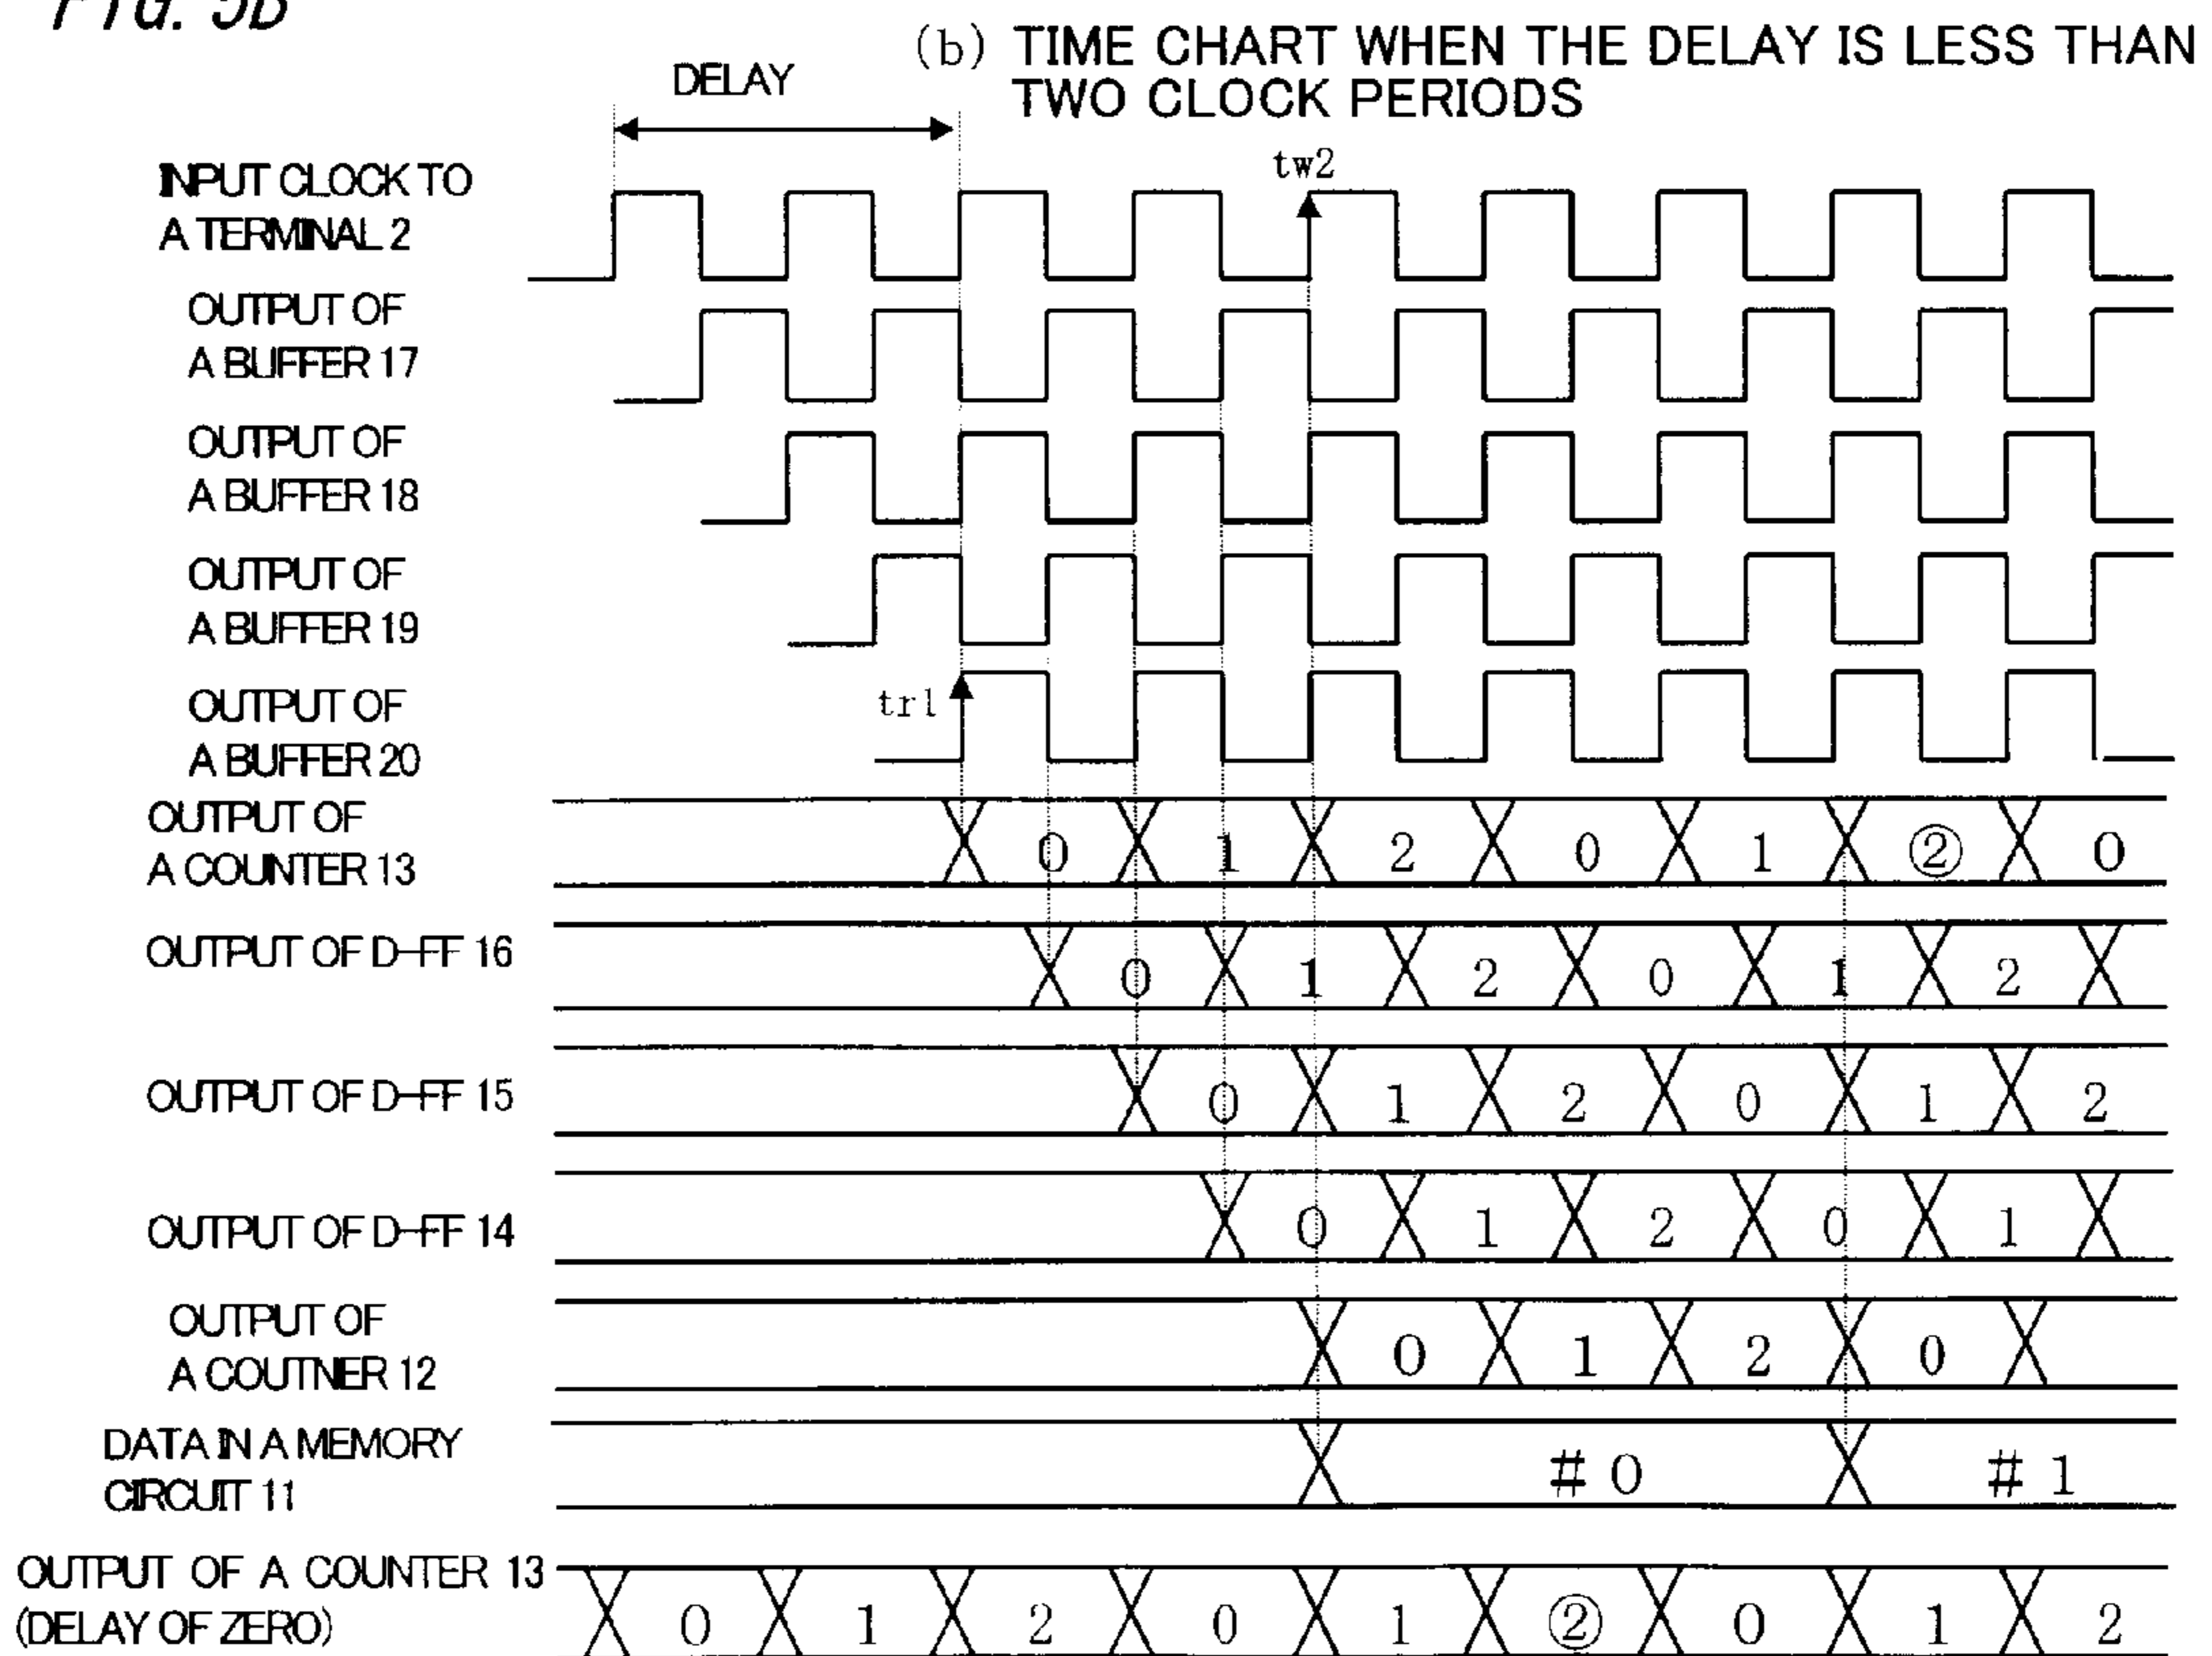 FIG. 5B
(b) TIME CHART WHEN THE DELAY IS LESS THAN
TWO CLOCK PERIODS
DELAY
tw2
INPUT CLOCK TO
A TERMINAL 2
OUTPUT OF
A BUFFER 17
OUTPUT OF
A BUFFER 18
OUTPUT OF
A BUFFER 19
tr1
OUTPUT OF
A BUFFER 20
OUTPUT OF
A COUNTER 13
0 1 2 0 1 ② 0
OUTPUT OF D-FF 16
0 1 2 0 1 2
OUTPUT OF D-FF 15
0 1 2 0 1 2
OUTPUT OF D-FF 14
0 1 2 0 1
OUTPUT OF
A COUTNER 12
0 1 2 0
DATA IN A MEMORY
CIRCUIT 11
#0 #1
OUTPUT OF A COUNTER 13
(DELAY OF ZERO)
0 1 2 0 1 ② 0 1 2